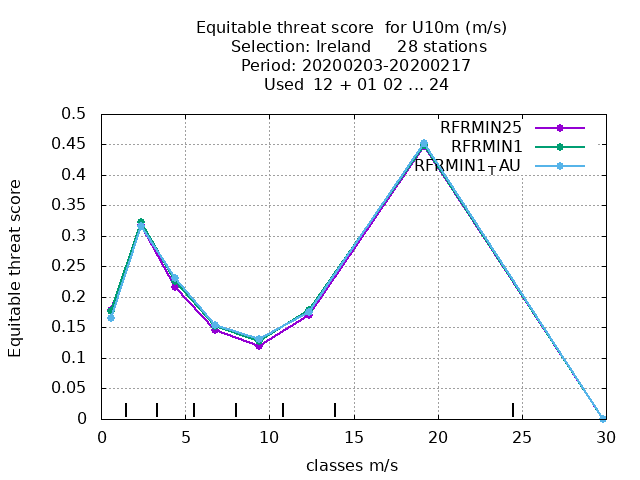 Equitable threat score  for U10m (m/s)
Selection: Ireland     28 stations
Period: 20200203-20200217
Used  12 + 01 02 ... 24
0.5
0.45
0.4
0.35
0.3
0.25
0.2
0.15
0.1
0.05
0
Equitable threat score
RFRMIN25
RFRMIN1
RFRMIN1TAU
0 5 10 15 20 25 30
classes m/s